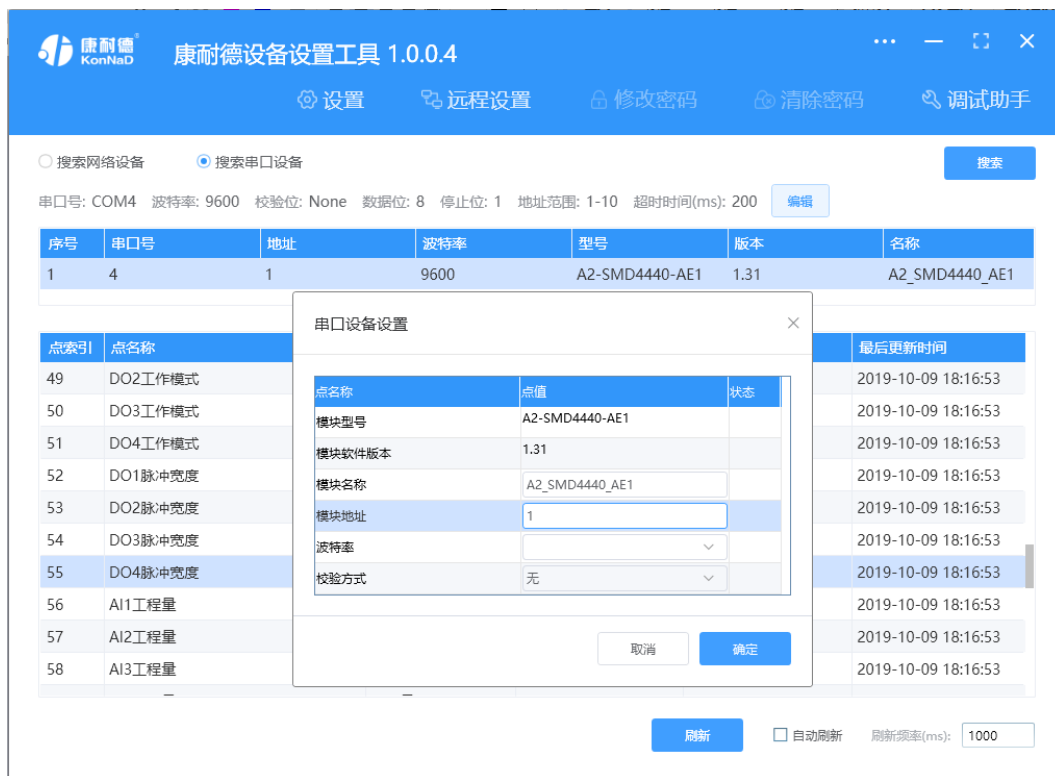 康耐德®
KonNaD
康耐德设备设置工具 1.0.0.4
设置 远程设置 修改密码 清除密码 调试助手
搜索网络设备 搜索串口设备 搜索
串口号: COM4 波特率: 9600 校验位: None 数据位: 8 停止位: 1 地址范围: 1-10 超时时间(ms): 200 编辑
序号 串口号 地址 波特率 型号 版本 名称
1 4 1 9600 A2-SMD4440-AE1 1.31 A2_SMD4440_AE1
串口设备设置
点索引 点名称 最后更新时间
49 DO2工作模式 2019-10-09 18:16:53
50 DO3工作模式 2019-10-09 18:16:53
51 DO4工作模式 2019-10-09 18:16:53
52 DO1脉冲宽度 2019-10-09 18:16:53
53 DO2脉冲宽度 2019-10-09 18:16:53
54 DO3脉冲宽度 2019-10-09 18:16:53
55 DO4脉冲宽度 2019-10-09 18:16:53
56 AI1工程量 2019-10-09 18:16:53
57 AI2工程量 2019-10-09 18:16:53
58 AI3工程量 2019-10-09 18:16:53
点名称 点值 状态
模块型号 A2-SMD4440-AE1
模块软件版本 1.31
模块名称 A2_SMD4440_AE1
模块地址 1
波特率
校验方式 无
取消 确定
刷新 自动刷新 刷新频率(ms): 1000